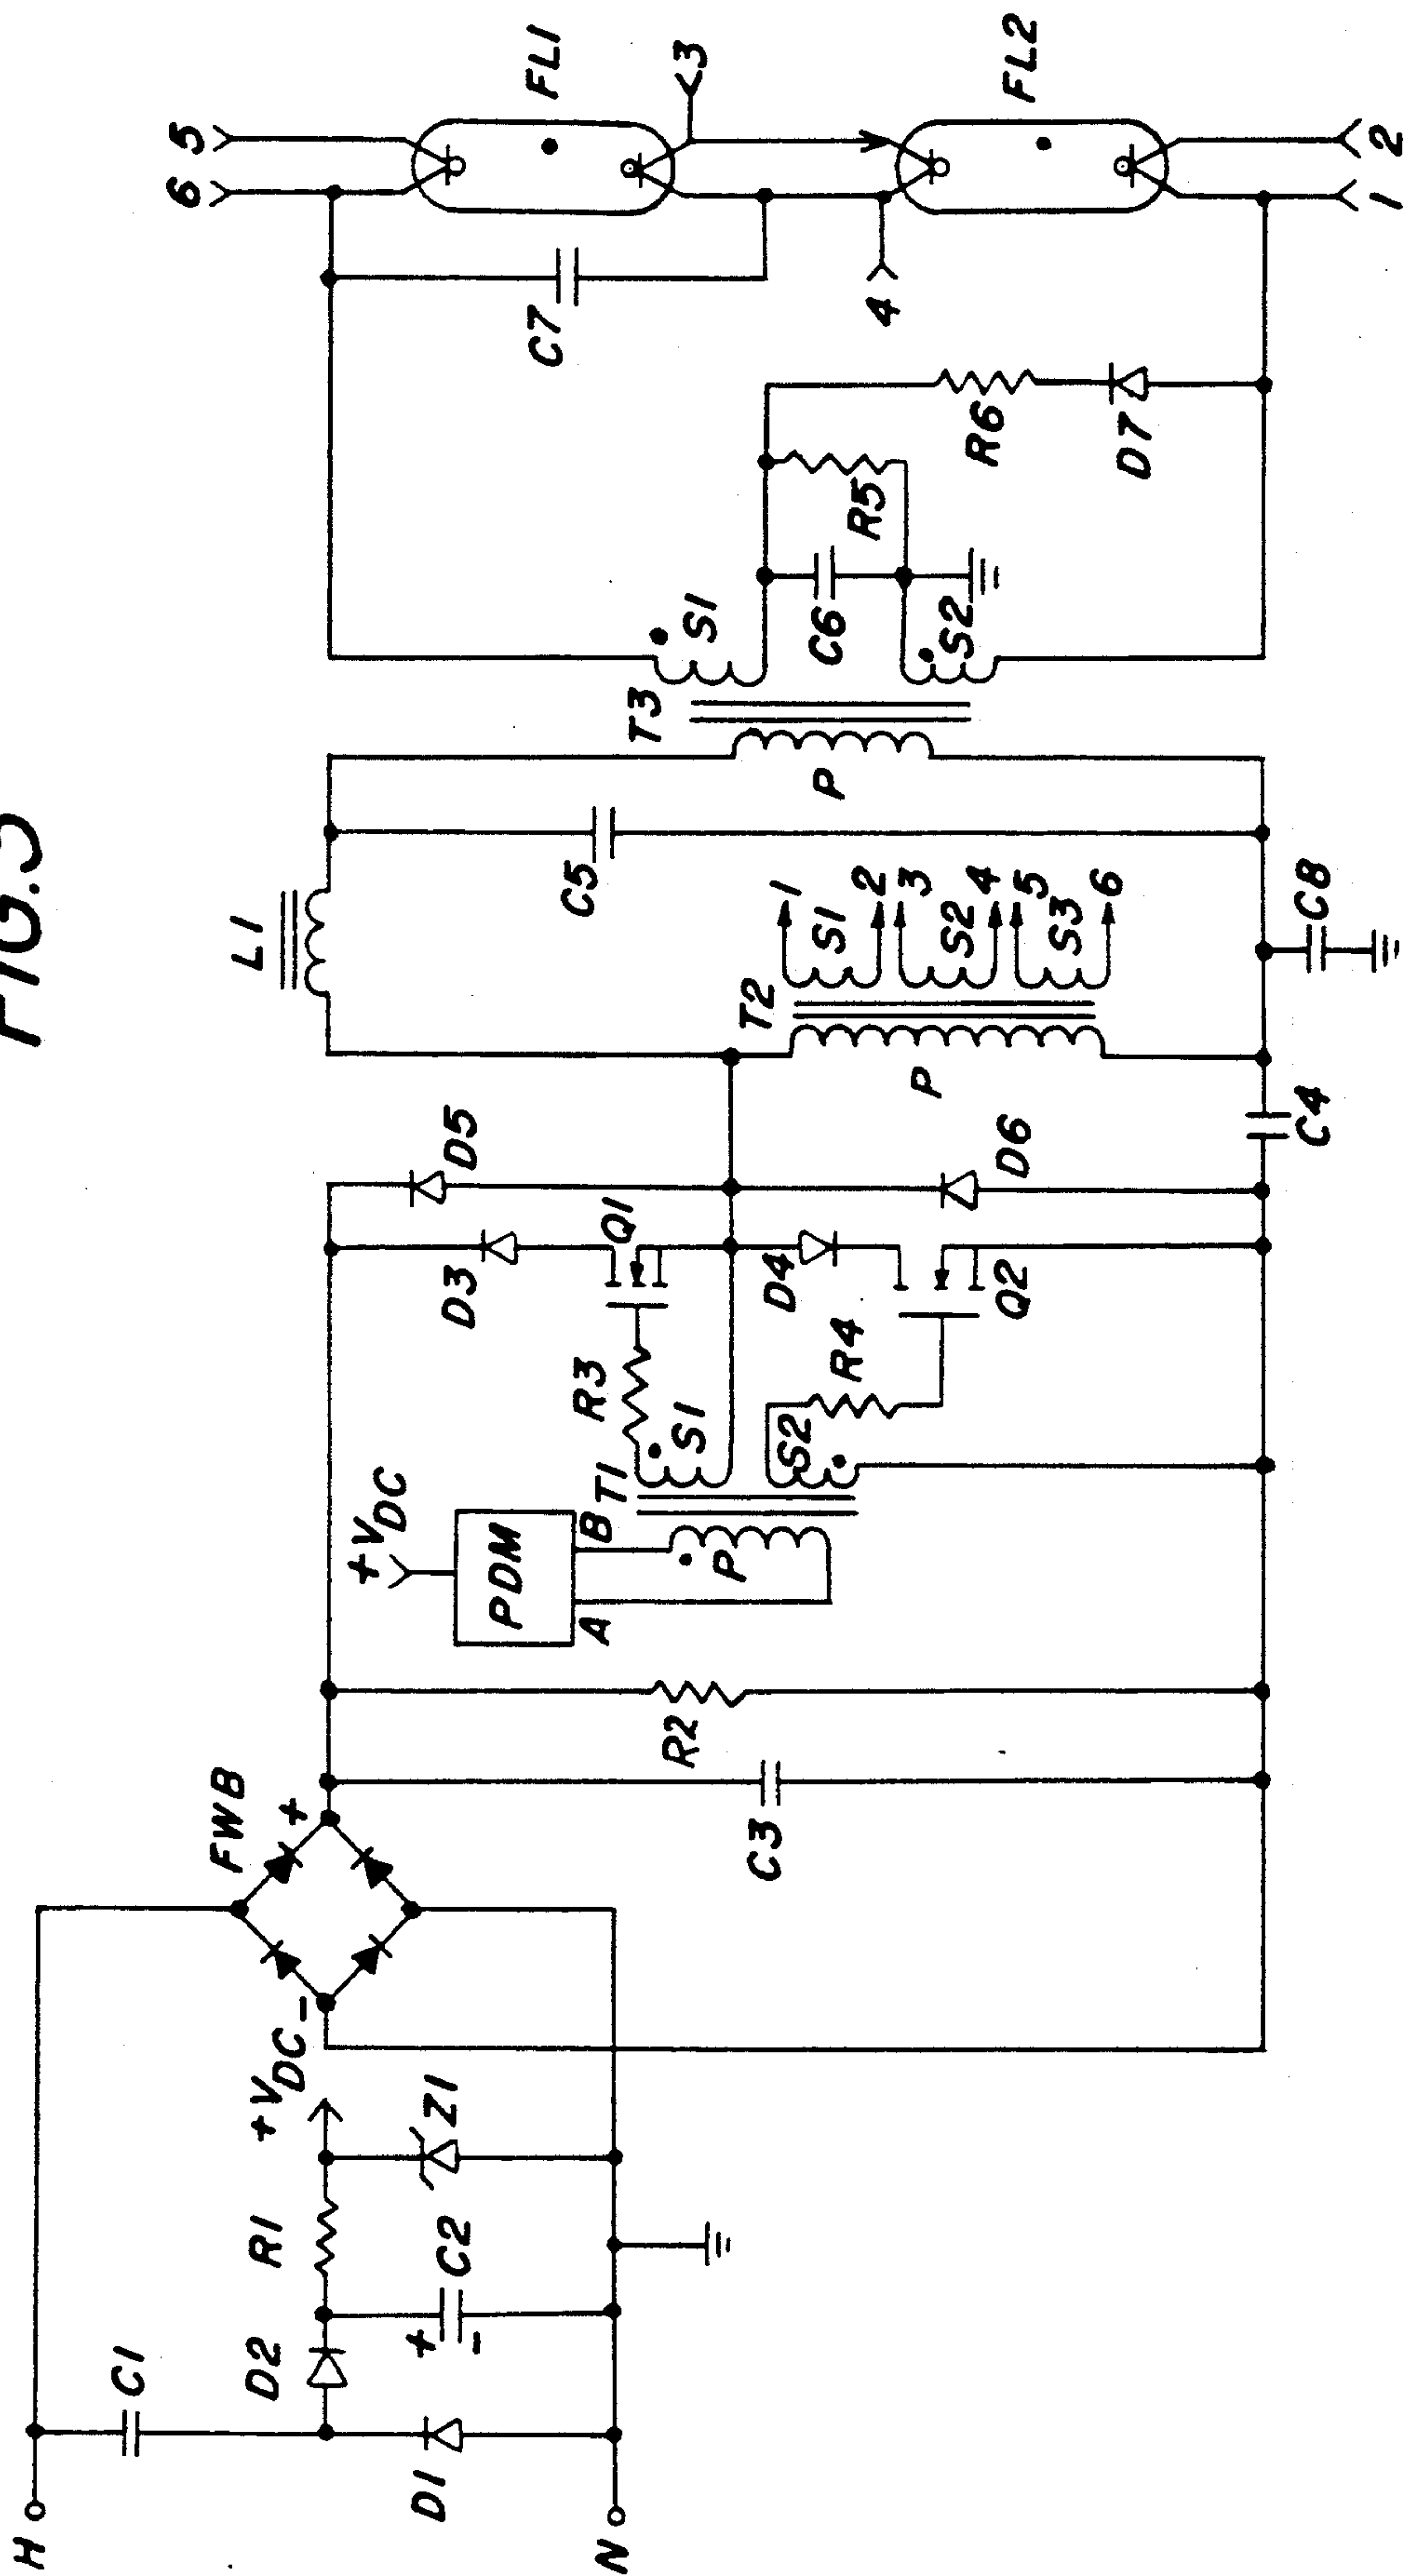 FIG.
H
N
C1
D1
D2
C2
+
-
R1
Z1
+VDC
FWB
+
-
C3
R2
+VDC
PDM
A
B
T1
P
S1
S2
R3
R4
D3
Q1
D4
Q2
D5
D6
C4
L1
T2
P
S1
S2
S3
1
2
3
4
5
6
C8
C5
T3
P
S1
S2
C6
R5
R6
D7
C7
6
5
FL1
3
4
FL2
1
2